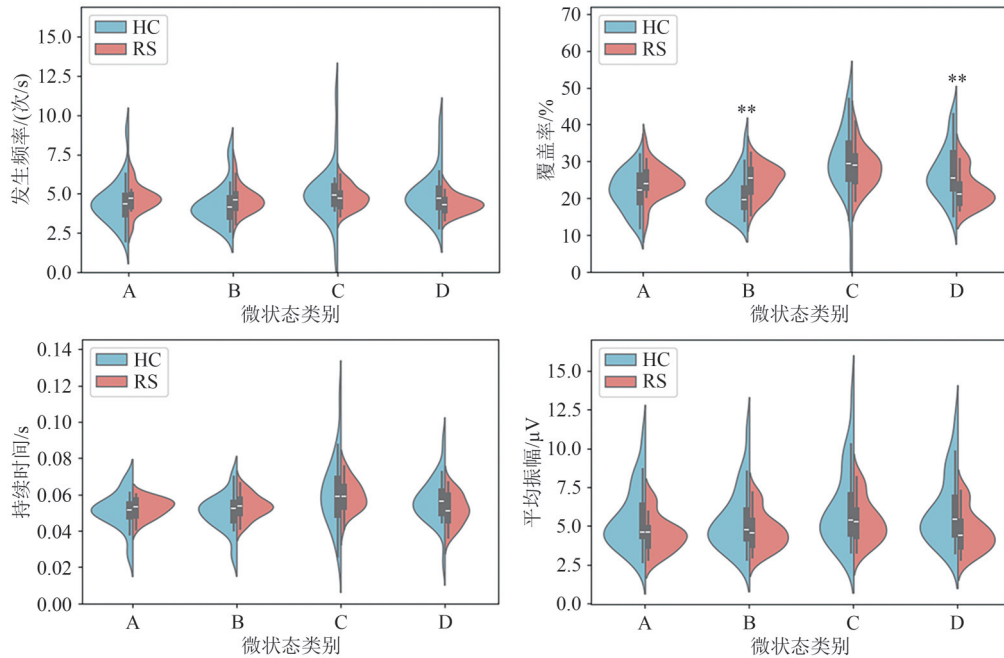 发生频率/(次/s)
15.0
12.5
10.0
7.5
5.0
2.5
0.0
HC
RS
A B C D
微状态类别
覆盖率/%
70
60
50
40
30
20
10
0
HC
RS
**
**
A B C D
微状态类别
持续时间/s
0.14
0.12
0.10
0.08
0.06
0.04
0.02
0.00
HC
RS
A B C D
微状态类别
平均振幅/μV
15.0
12.5
10.0
7.5
5.0
2.5
0.0
HC
RS
A B C D
微状态类别